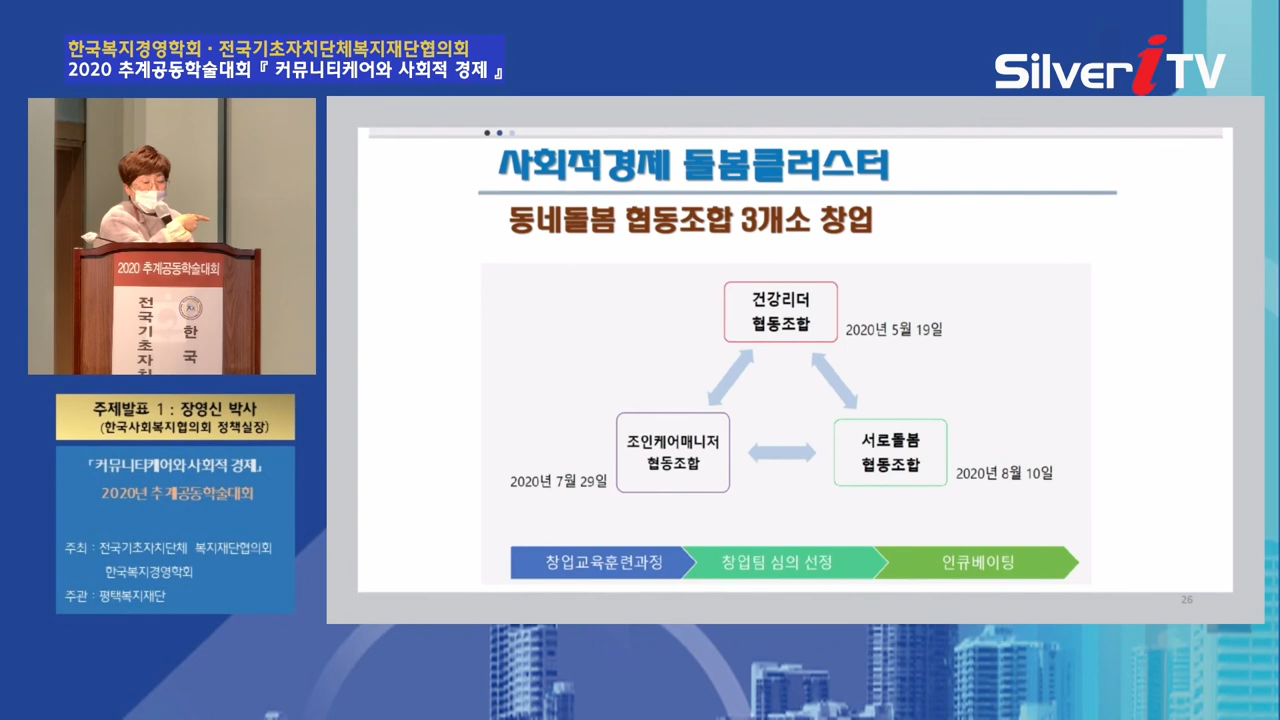 한국복지경영학회 · 전국기초자치단체복지재단협의회
2020 추계공동학술대회 『 커뮤니티케어와 사회적 경제 』
SilveriTV
2020 추계공동학술대회
전국기초자치
한국
주제발표 1 : 장영신 박사
(한국사회복지협의회 정책실장)
「커뮤니티케어와 사회적 경제」
2020년 추계공동학술대회
주최 : 전국기초자치단체 복지재단협의회
한국복지경영학회
주관 : 평택복지재단
사회적경제 돌봄클러스터
동네돌봄 협동조합 3개소 창업
건강리더
협동조합
2020년 5월 19일
조인케어매니저
협동조합
2020년 7월 29일
서로돌봄
협동조합
2020년 8월 10일
창업교육훈련과정
창업팀 심의 선정
인큐베이팅
26